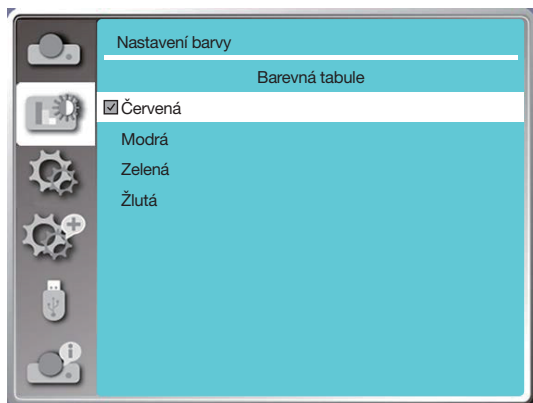 Nastavení barvy
Barevná tabule
Červená
Modrá
Zelená
Žlutá